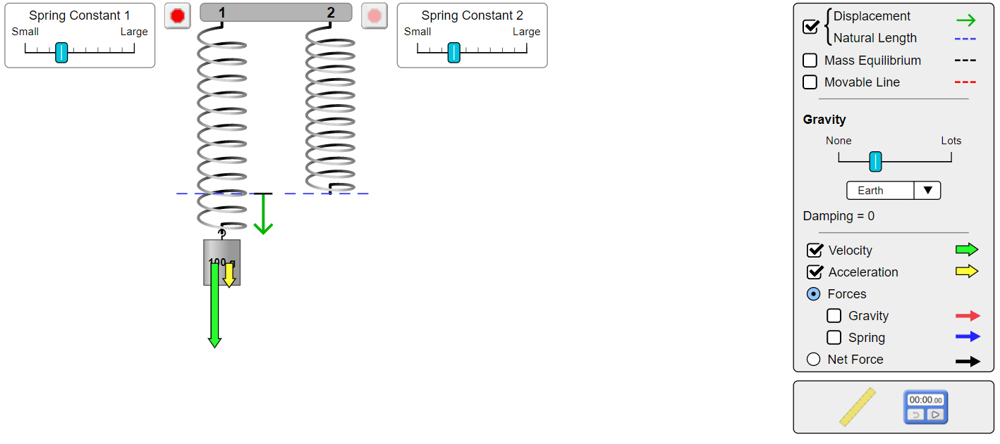 Spring Constant 1
Small Large
1
2
Spring Constant 2
Small Large
100 g
Displacement
Natural Length
Mass Equilibrium
Movable Line
Gravity
None Lots
Earth
Damping = 0
Velocity
Acceleration
Forces
Gravity
Spring
Net Force
00:00.00